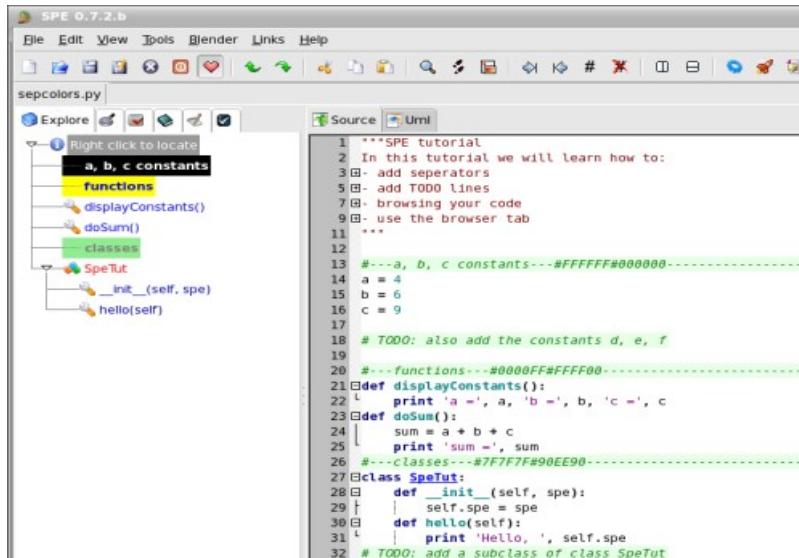 SPE 0.7.2.b
File Edit View Tools Blender Links Help
sepcolors.py
Explore
Right click to locate
a, b, c constants
functions
displayConstants()
doSum()
classes
SpeTut
__init__(self, spe)
hello(self)
Source Uml
1 """SPE tutorial
2 In this tutorial we will learn how to:
3 - add seperators
5 - add TODO lines
7 - browsing your code
9 - use the browser tab
11 """
12
13 #---a, b, c constants---#FFFFFF#000000-----------------
14 a = 4
15 b = 6
16 c = 9
17
18 # TODO: also add the constants d, e, f
19
20 #---functions---#0000FF#FFFF00--------------------------
21 def displayConstants():
22 print 'a =', a, 'b =', b, 'c =', c
23 def doSum():
24 sum = a + b + c
25 print 'sum =', sum
26 #---classes---#7F7F7F#90EE90----------------------------
27 class SpeTut:
28 def __init__(self, spe):
29 self.spe = spe
30 def hello(self):
31 print 'Hello, ', self.spe
32 # TODO: add a subclass of class SpeTut